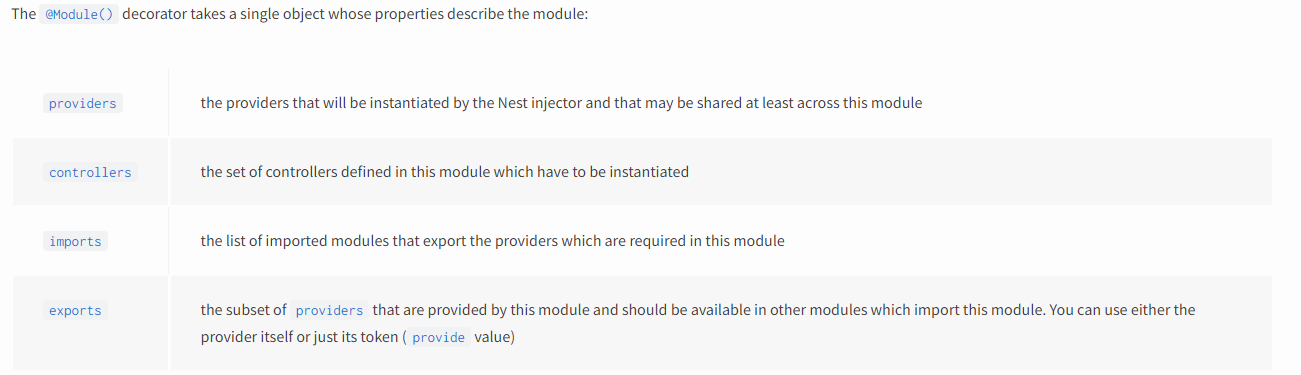 The @Module() decorator takes a single object whose properties describe the module:
providers the providers that will be instantiated by the Nest injector and that may be shared at least across this module
controllers the set of controllers defined in this module which have to be instantiated
imports the list of imported modules that export the providers which are required in this module
exports the subset of providers that are provided by this module and should be available in other modules which import this module. You can use either the
provider itself or just its token ( provide value)